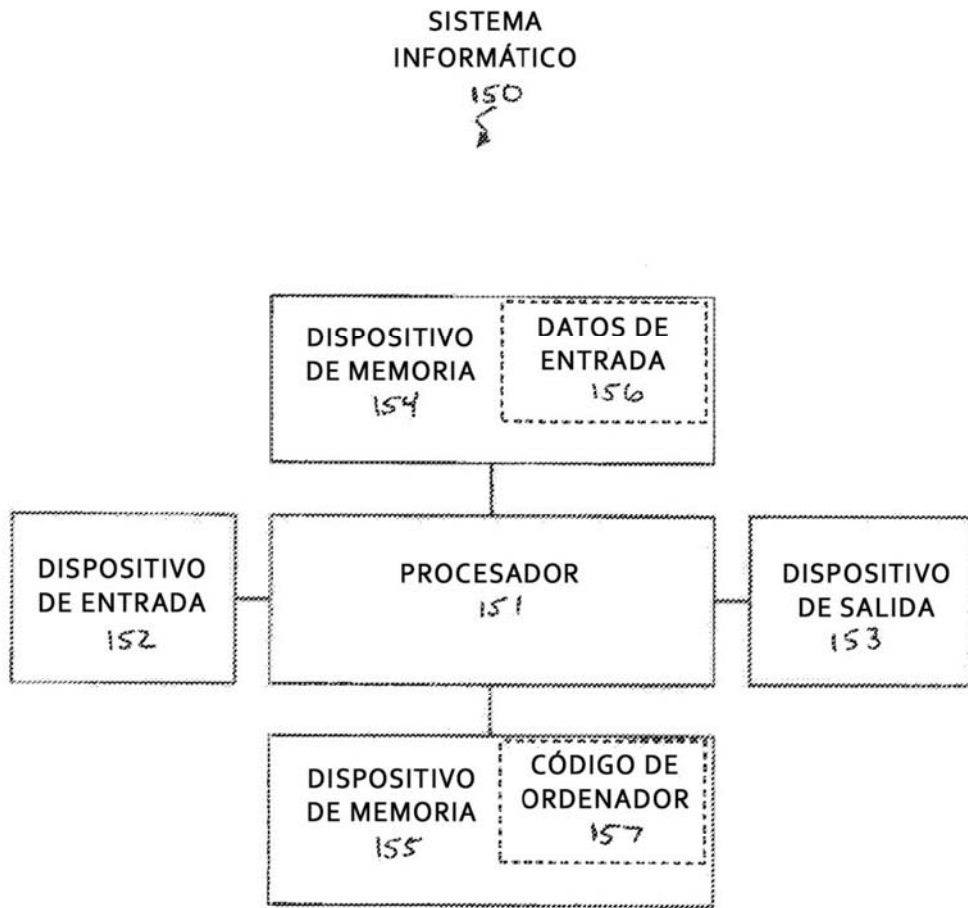 SISTEMA
INFORMÁTICO
150
DISPOSITIVO
DE MEMORIA
154
DATOS DE
ENTRADA
156
DISPOSITIVO
DE ENTRADA
152
PROCESADOR
151
DISPOSITIVO
DE SALIDA
153
DISPOSITIVO
DE MEMORIA
155
CÓDIGO DE
ORDENADOR
157